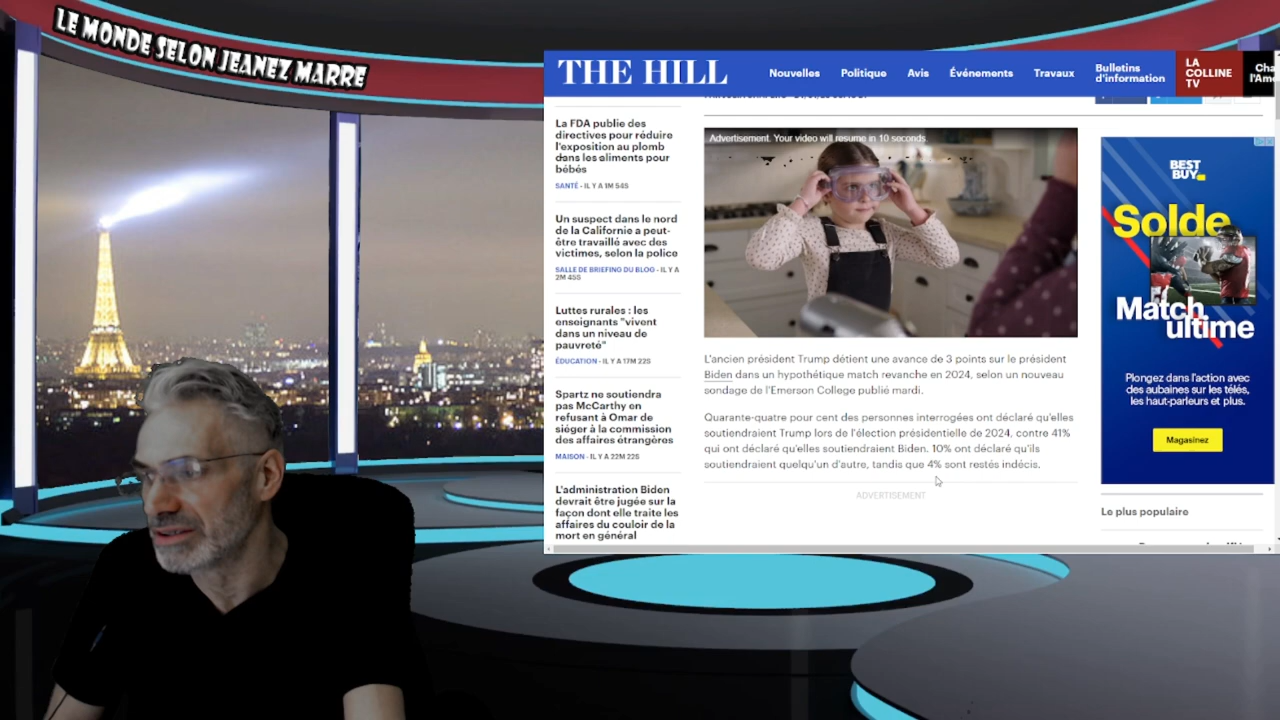 LE MONDE SELON JEANEZ MARRE
THE HILL
Nouvelles
Politique
Avis
Événements
Travaux
Bulletins
d'information
LA
COLLINE
TV
La FDA publie des
directives pour réduire
l'exposition au plomb
dans les aliments pour
bébés
SANTÉ - IL Y A 1M 54S
Un suspect dans le nord
de la Californie a peut-
être travaillé avec des
victimes, selon la police
SALLE DE BRIEFING DU BLOG - IL Y A
2M 45S
Luttes rurales : les
enseignants "vivent
dans un niveau de
pauvreté"
ÉDUCATION - IL Y A 17M 22S
Spartz ne soutiendra
pas McCarthy en
refusant à Omar de
siéger à la commission
des affaires étrangères
MAISON - IL Y A 22M 22S
L'administration Biden
devrait être jugée sur la
façon dont elle traite les
affaires du couloir de la
mort en général
Advertisement. Your video will resume in 10 seconds.
L'ancien président Trump détient une avance de 3 points sur le président
Biden dans un hypothétique match revanche en 2024, selon un nouveau
sondage de l'Emerson College publié mardi.
Quarante-quatre pour cent des personnes interrogées ont déclaré qu'elles
soutiendraient Trump lors de l'élection présidentielle de 2024, contre 41%
qui ont déclaré qu'elles soutiendraient Biden. 10% ont déclaré qu'ils
soutiendraient quelqu'un d'autre, tandis que 4% sont restés indécis.
ADVERTISEMENT
BEST
BUY
Solde
Match
ultime
Plongez dans l'action avec
des aubaines sur les télés,
les haut-parleurs et plus.
Magasinez
Le plus populaire